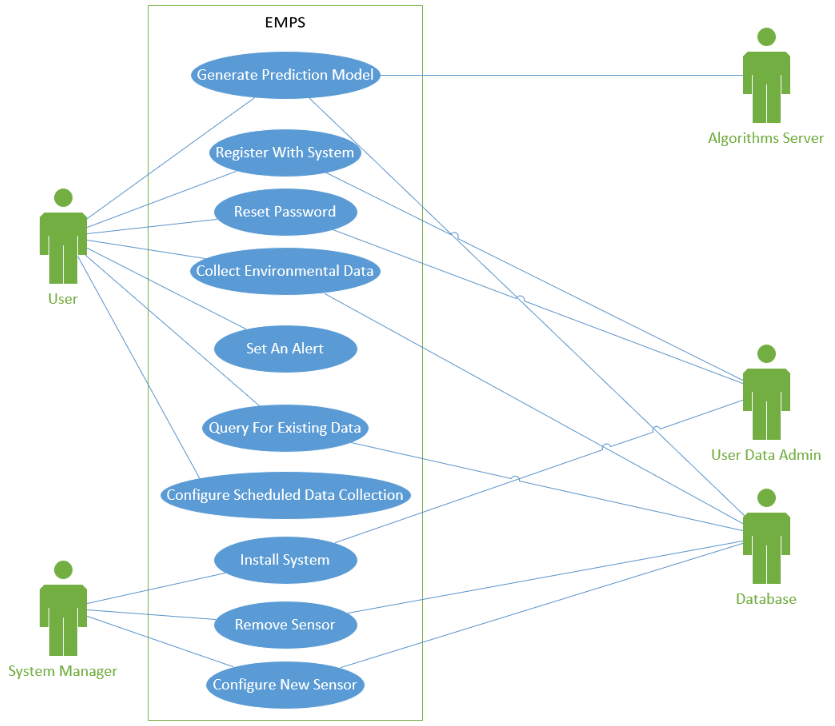 EMPS
Generate Prediction Model
Algorithms Server
Register With System
Reset Password
User
Collect Environmental Data
Set An Alert
Query For Existing Data
User Data Admin
Configure Scheduled Data Collection
Install System
Database
Remove Sensor
System Manager
Configure New Sensor